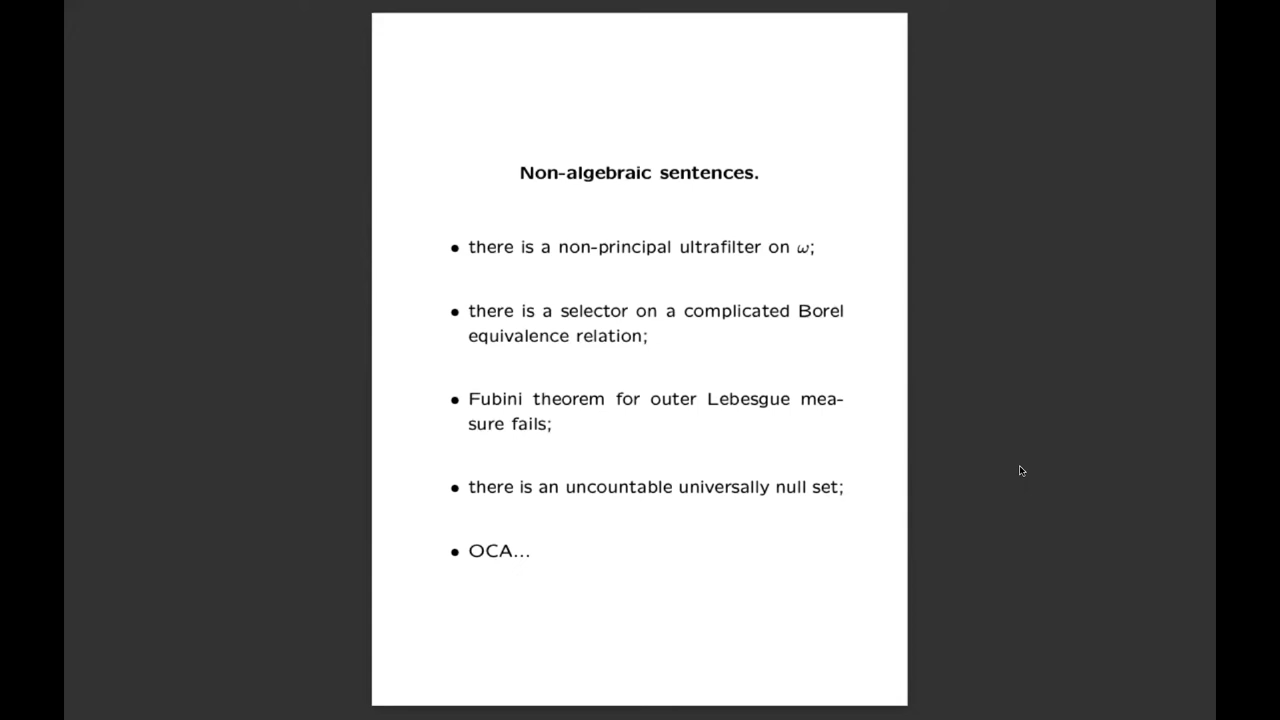 Non-algebraic sentences.
• there is a non-principal ultrafilter on ω;
• there is a selector on a complicated Borel
equivalence relation;
• Fubini theorem for outer Lebesgue mea-
sure fails;
• there is an uncountable universally null set;
• OCA...